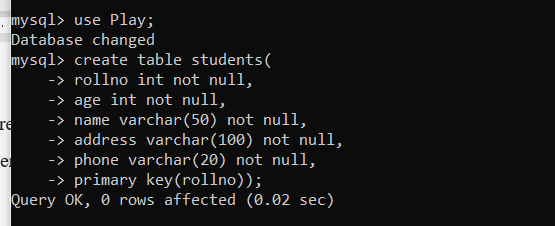 mysql> use Play;
Database changed
mysql> create table students(
    -> rollno int not null,
    -> age int not null,
    -> name varchar(50) not null,
    -> address varchar(100) not null,
    -> phone varchar(20) not null,
    -> primary key(rollno));
Query OK, 0 rows affected (0.02 sec)